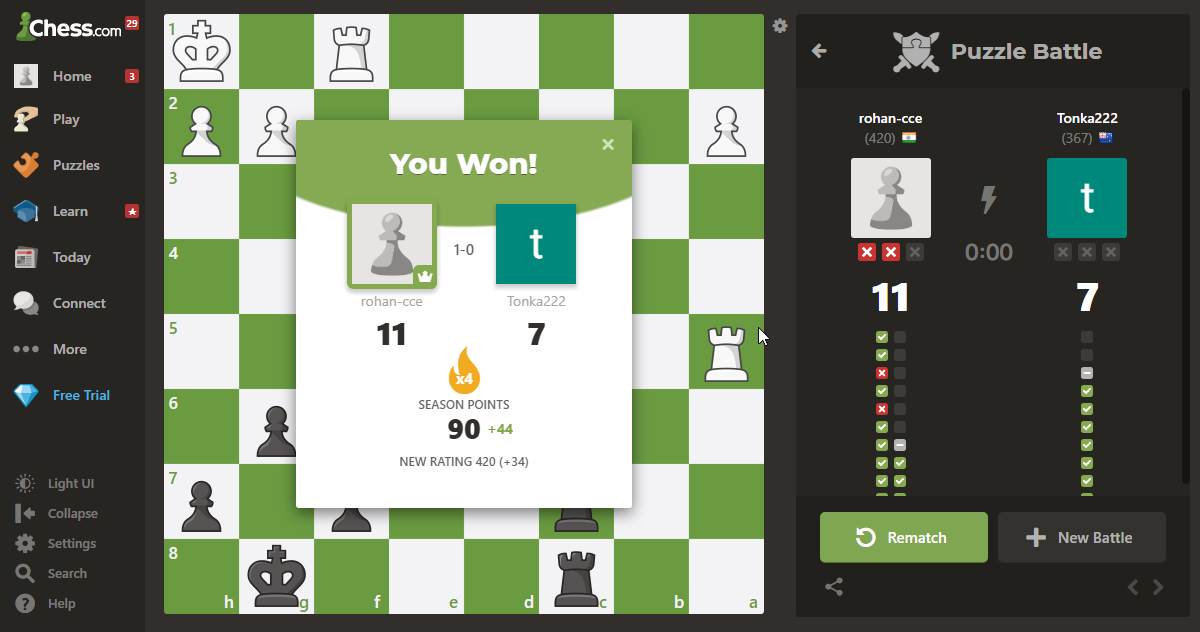 Chess.com 29
Home 3
Play
Puzzles
Learn
Today
Connect
More
Free Trial
Light UI
Collapse
Settings
Search
? Help
1
2
3
4
5
6
7
8
h g f e d c b a
You Won!
×
t
1-0
rohan-cce Tonka222
11 7
x4
SEASON POINTS
90 +44
NEW RATING 420 (+34)
Puzzle Battle
rohan-cce Tonka222
(420) (367)
t
0:00
11 7
Rematch
New Battle